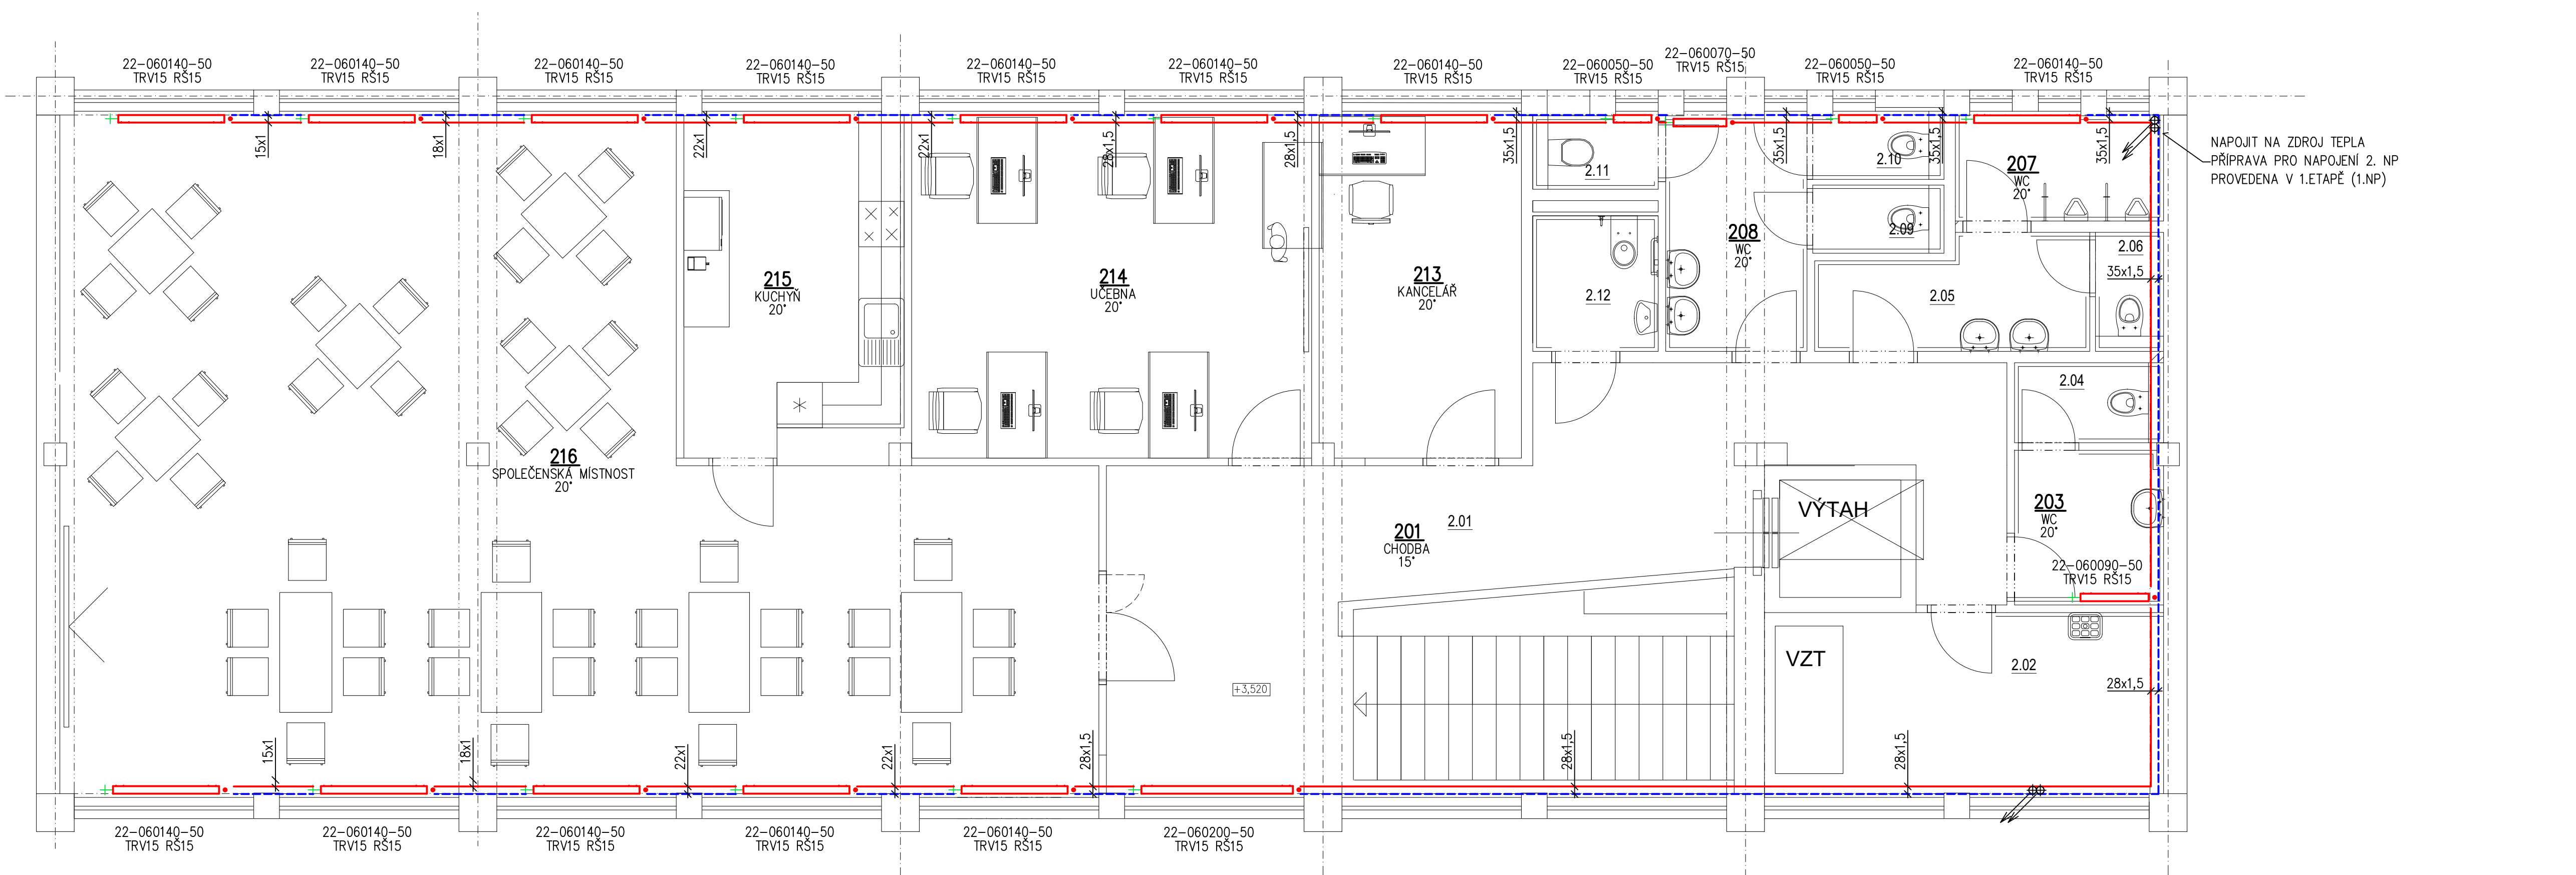 22-060140-50
TRV15 RŠ15
22-060140-50
TRV15 RŠ15
22-060140-50
TRV15 RŠ15
22-060140-50
TRV15 RŠ15
22-060140-50
TRV15 RŠ15
22-060140-50
TRV15 RŠ15
22-060140-50
TRV15 RŠ15
22-060050-50
TRV15 RŠ15
22-060070-50
TRV15 RŠ15
22-060050-50
TRV15 RŠ15
22-060140-50
TRV15 RŠ15
15x1
18x1
22x1
22x1
28x1,5
28x1,5
35x1,5
35x1,5
35x1,5
35x1,5
NAPOJIT NA ZDROJ TEPLA
PŘÍPRAVA PRO NAPOJENÍ 2. NP
PROVEDENA V 1.ETAPĚ (1.NP)
2.11
2.10
207
WC
20°
2.09
208
WC
20°
2.06
35x1,5
215
KUCHYŇ
20°
214
UČEBNA
20°
213
KANCELÁŘ
20°
2.12
2.05
2.04
216
SPOLEČENSKÁ MÍSTNOST
20°
201
CHODBA
15°
2.01
VÝTAH
203
WC
20°
22-060090-50
TRV15 RŠ15
VZT
2.02
28x1,5
+3,520
15x1
18x1
22x1
22x1
28x1,5
28x1,5
28x1,5
22-060140-50
TRV15 RŠ15
22-060140-50
TRV15 RŠ15
22-060140-50
TRV15 RŠ15
22-060140-50
TRV15 RŠ15
22-060140-50
TRV15 RŠ15
22-060200-50
TRV15 RŠ15